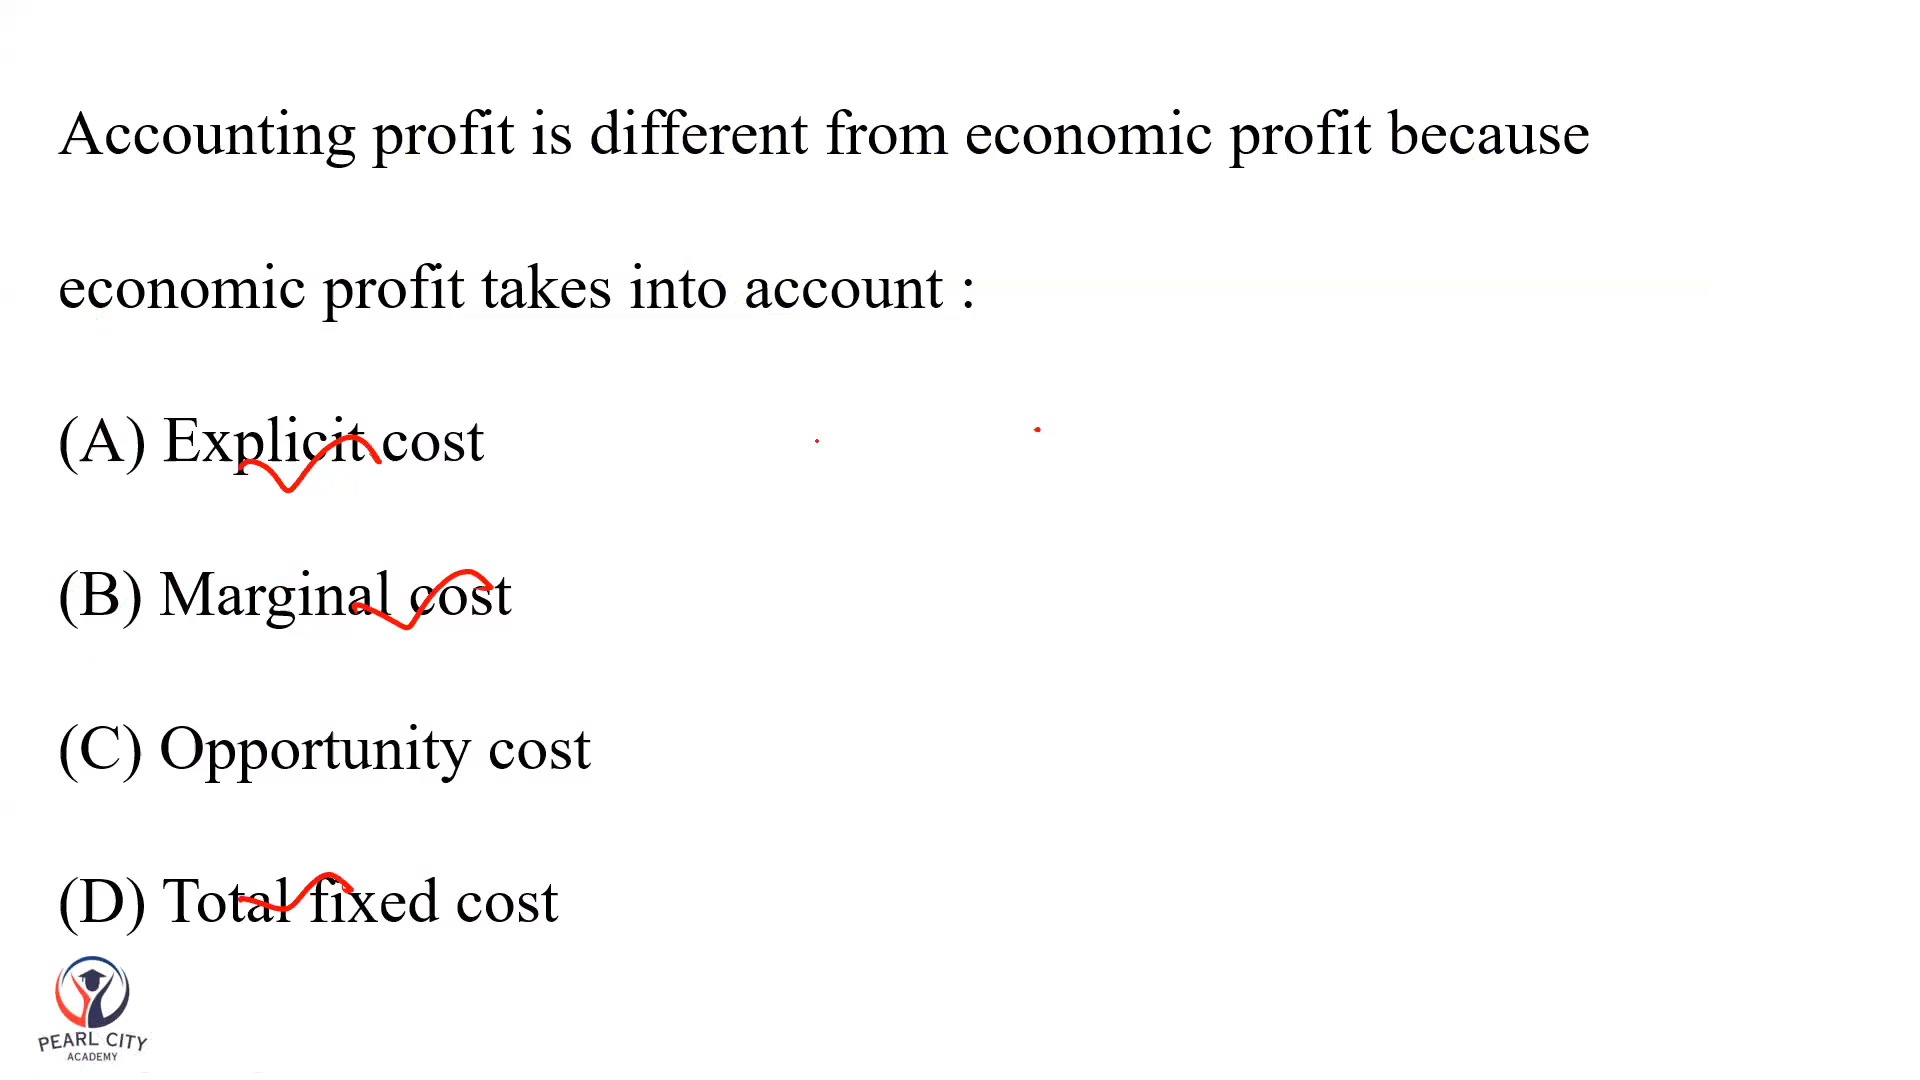 Accounting profit is different from economic profit because
economic profit takes into account :
(A) Explicit cost
(B) Marginal cost
(C) Opportunity cost
(D) Total fixed cost
PEARL CITY
ACADEMY